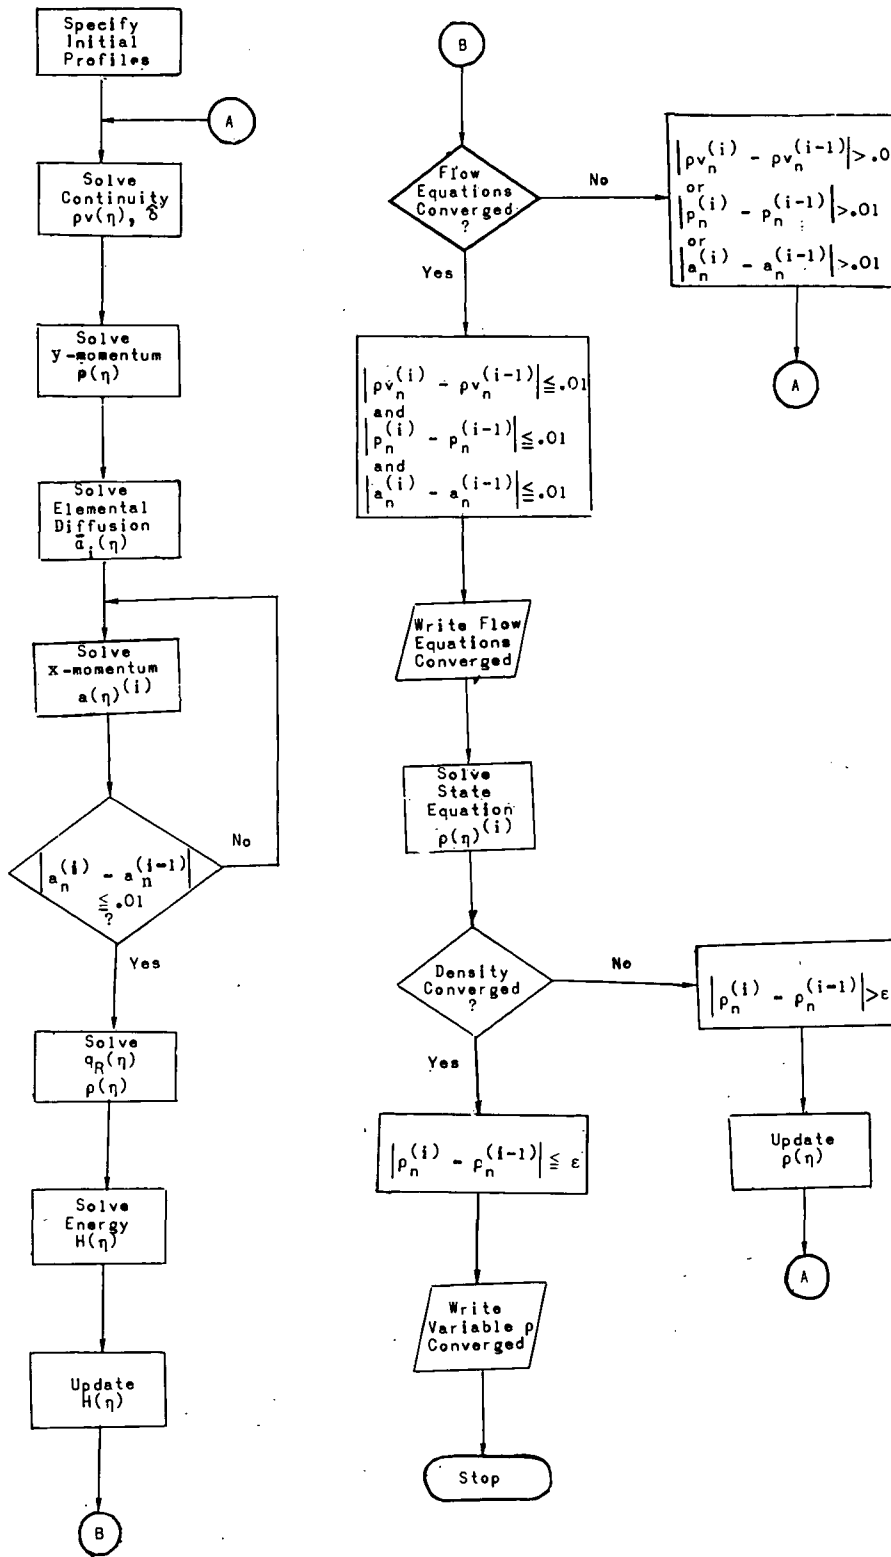 Specify
Initial
Profiles
A
Solve
Continuity
ρv(η), δ̂
Solve
y-momentum
p(η)
Solve
Elemental
Diffusion
α̃ᵢ(η)
Solve
x-momentum
a(η)^(i)
|a_n^(i) - a_n^(i-1)|
≦ .01
?
No
Yes
Solve
q_R(η)
ρ(η)
Solve
Energy
H(η)
Update
H(η)
B
B
Flow
Equations
Converged
?
No
|ρv_n^(i) - ρv_n^(i-1)| > .0
or
|p_n^(i) - p_n^(i-1)| > .01
or
|a_n^(i) - a_n^(i-1)| > .01
A
Yes
|ρv_n^(i) - ρv_n^(i-1)| ≦ .01
and
|p_n^(i) - p_n^(i-1)| ≦ .01
and
|a_n^(i) - a_n^(i-1)| ≦ .01
Write Flow
Equations
Converged
Solve
State
Equation
ρ(η)^(i)
Density
Converged
?
No
|ρ_n^(i) - ρ_n^(i-1)| > ε
Update
ρ(η)
A
Yes
|ρ_n^(i) - ρ_n^(i-1)| ≦ ε
Write
Variable ρ
Converged
Stop